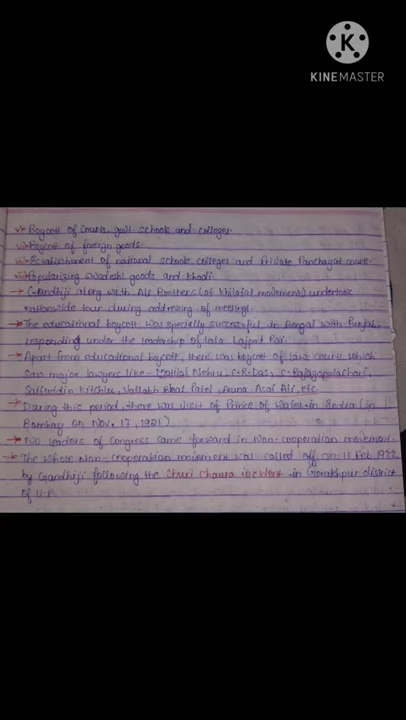 K
KINEMASTER
v) Boycott of Courts, govt. schools and colleges.
vi) Boycott of foreign goods.
vii) Establishment of national schools, colleges and Private Panchayat courts.
viii) Popularizing swadeshi goods and khadi.
→ Gandhiji along with Ali Brothers (of Khilafat movement) undertook
nationwide tour during addressing of meetings.
→ The educational boycott was specially successful in Bengal with Punjab,
responding under the leadership of Lala Lajpat Rai.
→ Apart from educational boycott, there was boycott of law courts which
saw major lawyers like - Motilal Nehru, C.R. Das, C. Rajagopalachari,
Saifuddin Kitchlu, Vallabh Bhai Patel, Aruna Asaf Ali, etc.
→ During this period, there was visit of Prince of Wales in India (in
Bombay on Nov. 17, 1921)
→ No leaders of Congress came forward in Non-cooperation movement.
→ The whole Non-cooperation movement was called off on 11 Feb 1922
by Gandhiji following the Churi Chaura incident in Gorakhpur district
of U.P.